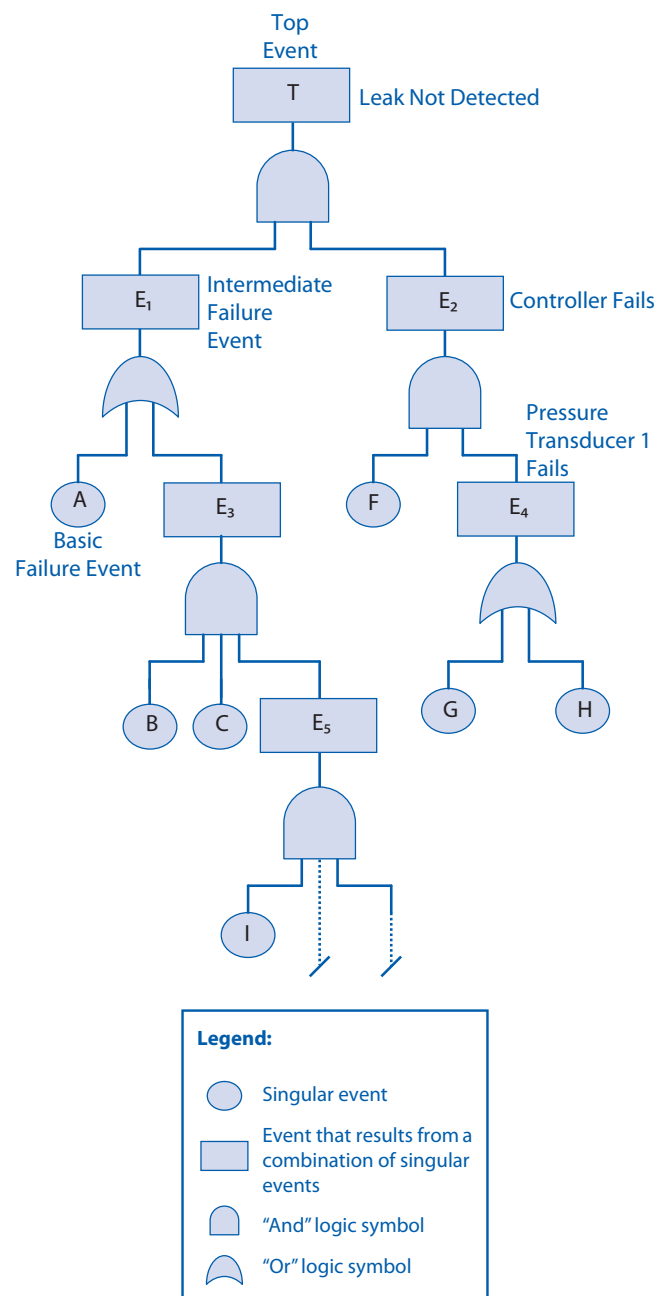 Top
Event
T
Leak Not Detected
E₁
Intermediate
Failure
Event
E₂
Controller Fails
Pressure
Transducer 1
Fails
A
Basic
Failure Event
E₃
F
E₄
B
C
E₅
G
H
I
Legend:
Singular event
Event that results from a
combination of singular
events
“And” logic symbol
“Or” logic symbol